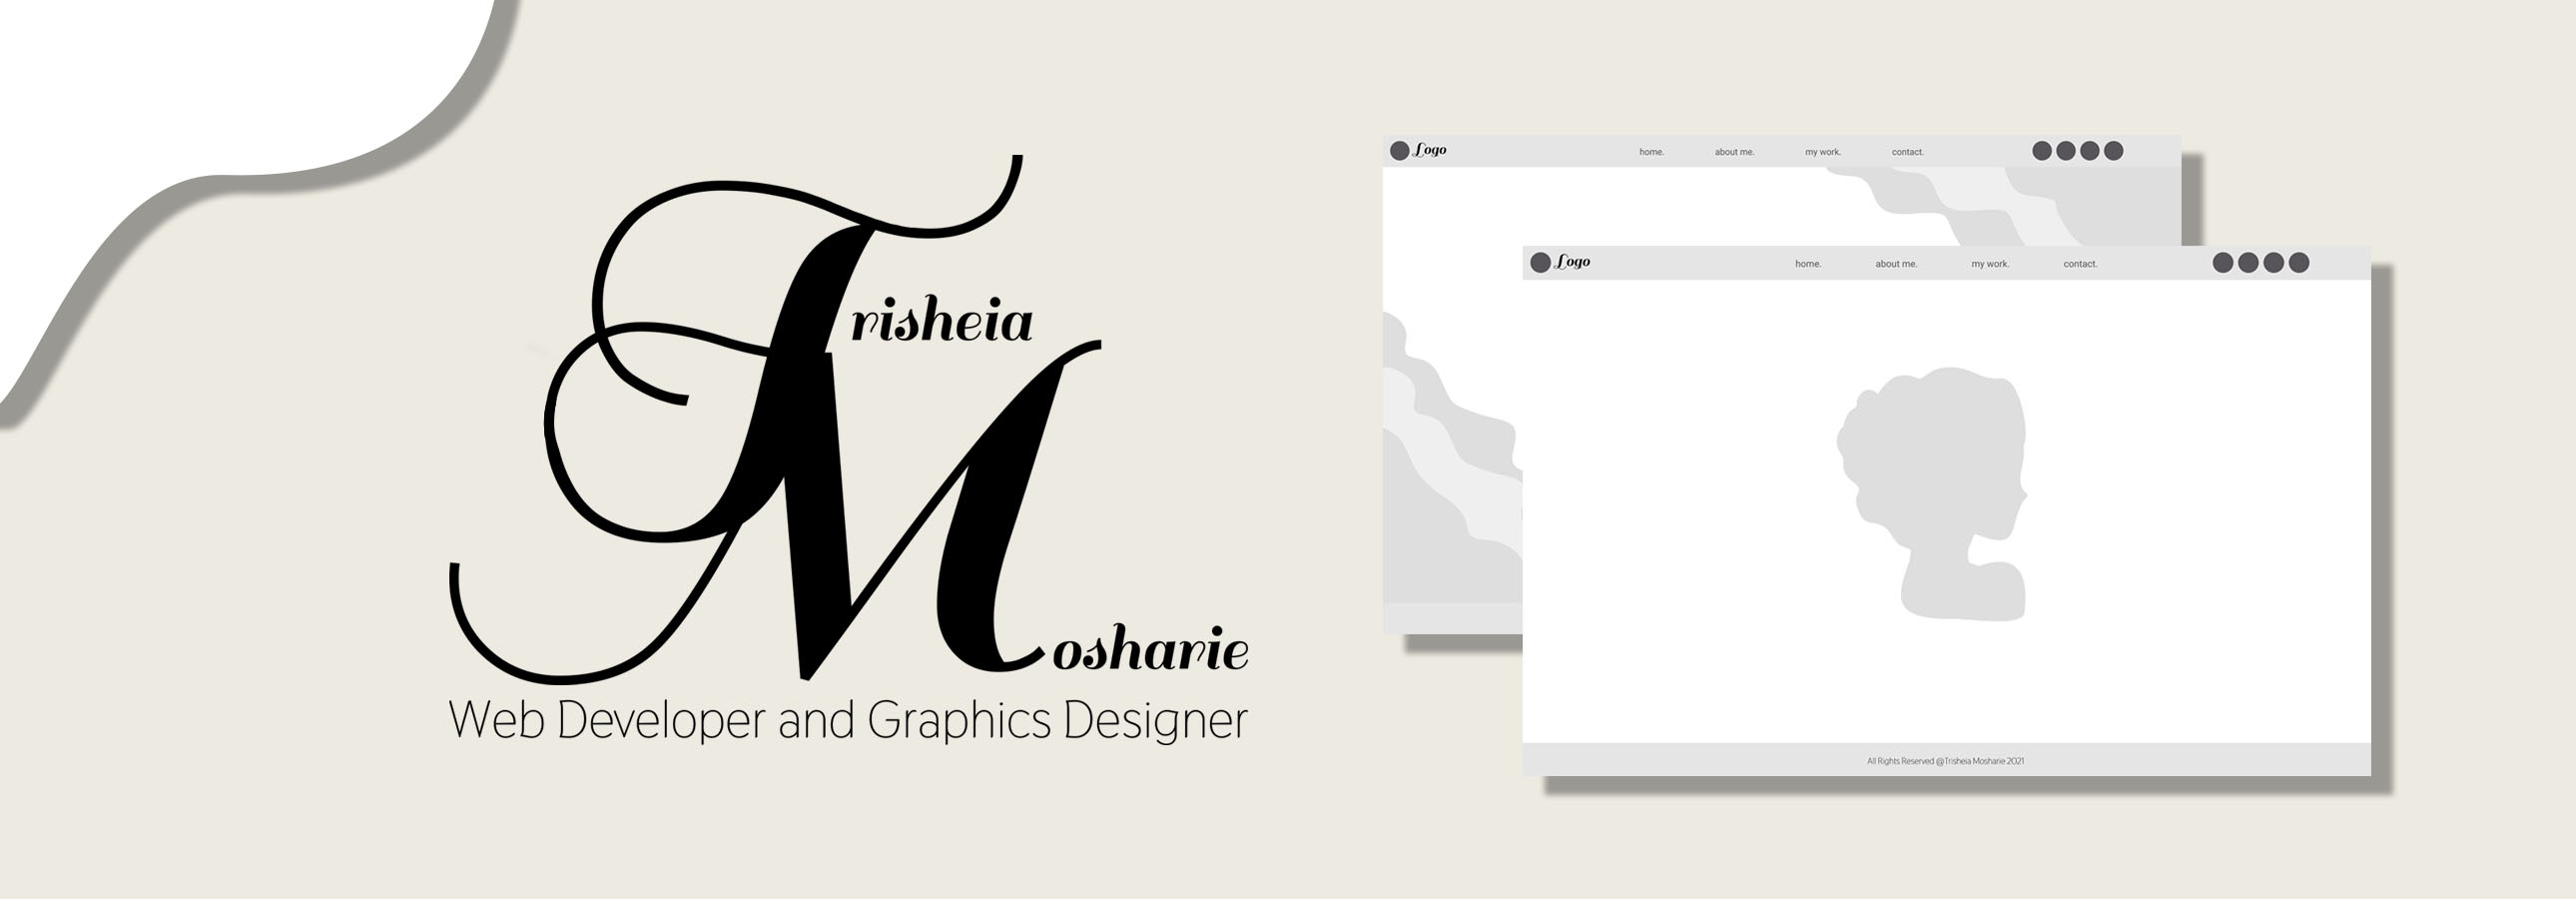 Trisheia
Mosharie
Web Developer and Graphics Designer
Logo home. about me. my work. contact.
Logo home. about me. my work. contact.
All Rights Reserved @Trisheia Mosharie 2021